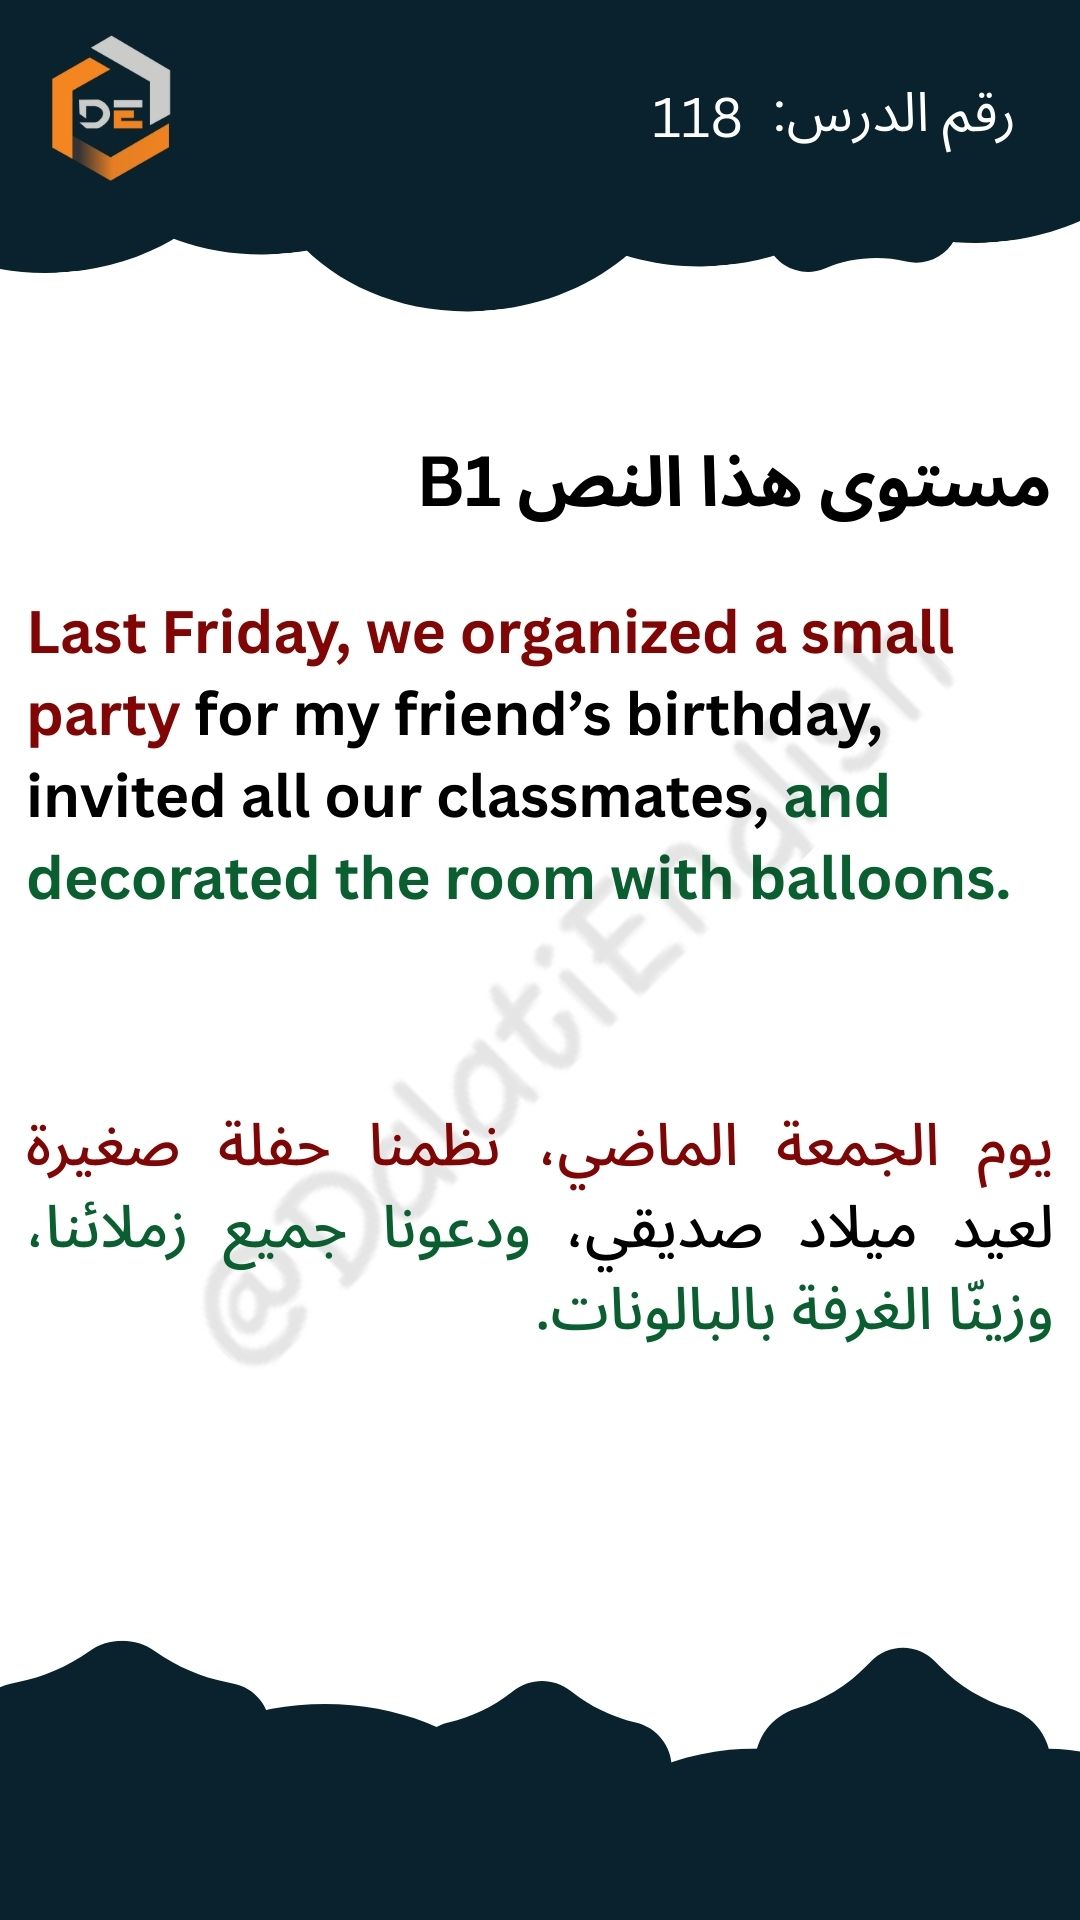 DE
رقم الدرس: 118
مستوى هذا النص B1
Last Friday, we organized a small
party for my friend’s birthday,
invited all our classmates, and
decorated the room with balloons.
يوم الجمعة الماضي، نظمنا حفلة صغيرة
لعيد ميلاد صديقي، ودعونا جميع زملائنا،
وزينّا الغرفة بالبالونات.
@DalatiEnglish